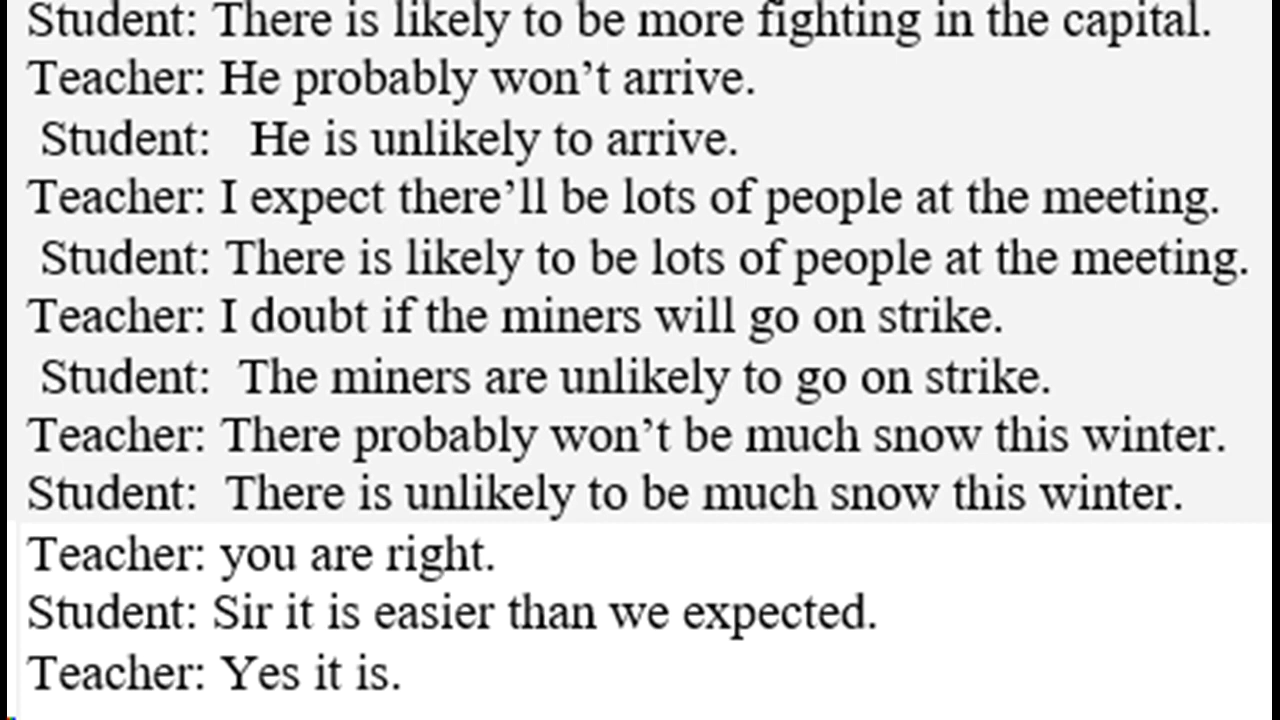 Student: There is likely to be more fighting in the capital.
Teacher: He probably won’t arrive.
Student: He is unlikely to arrive.
Teacher: I expect there’ll be lots of people at the meeting.
Student: There is likely to be lots of people at the meeting.
Teacher: I doubt if the miners will go on strike.
Student: The miners are unlikely to go on strike.
Teacher: There probably won’t be much snow this winter.
Student: There is unlikely to be much snow this winter.
Teacher: you are right.
Student: Sir it is easier than we expected.
Teacher: Yes it is.